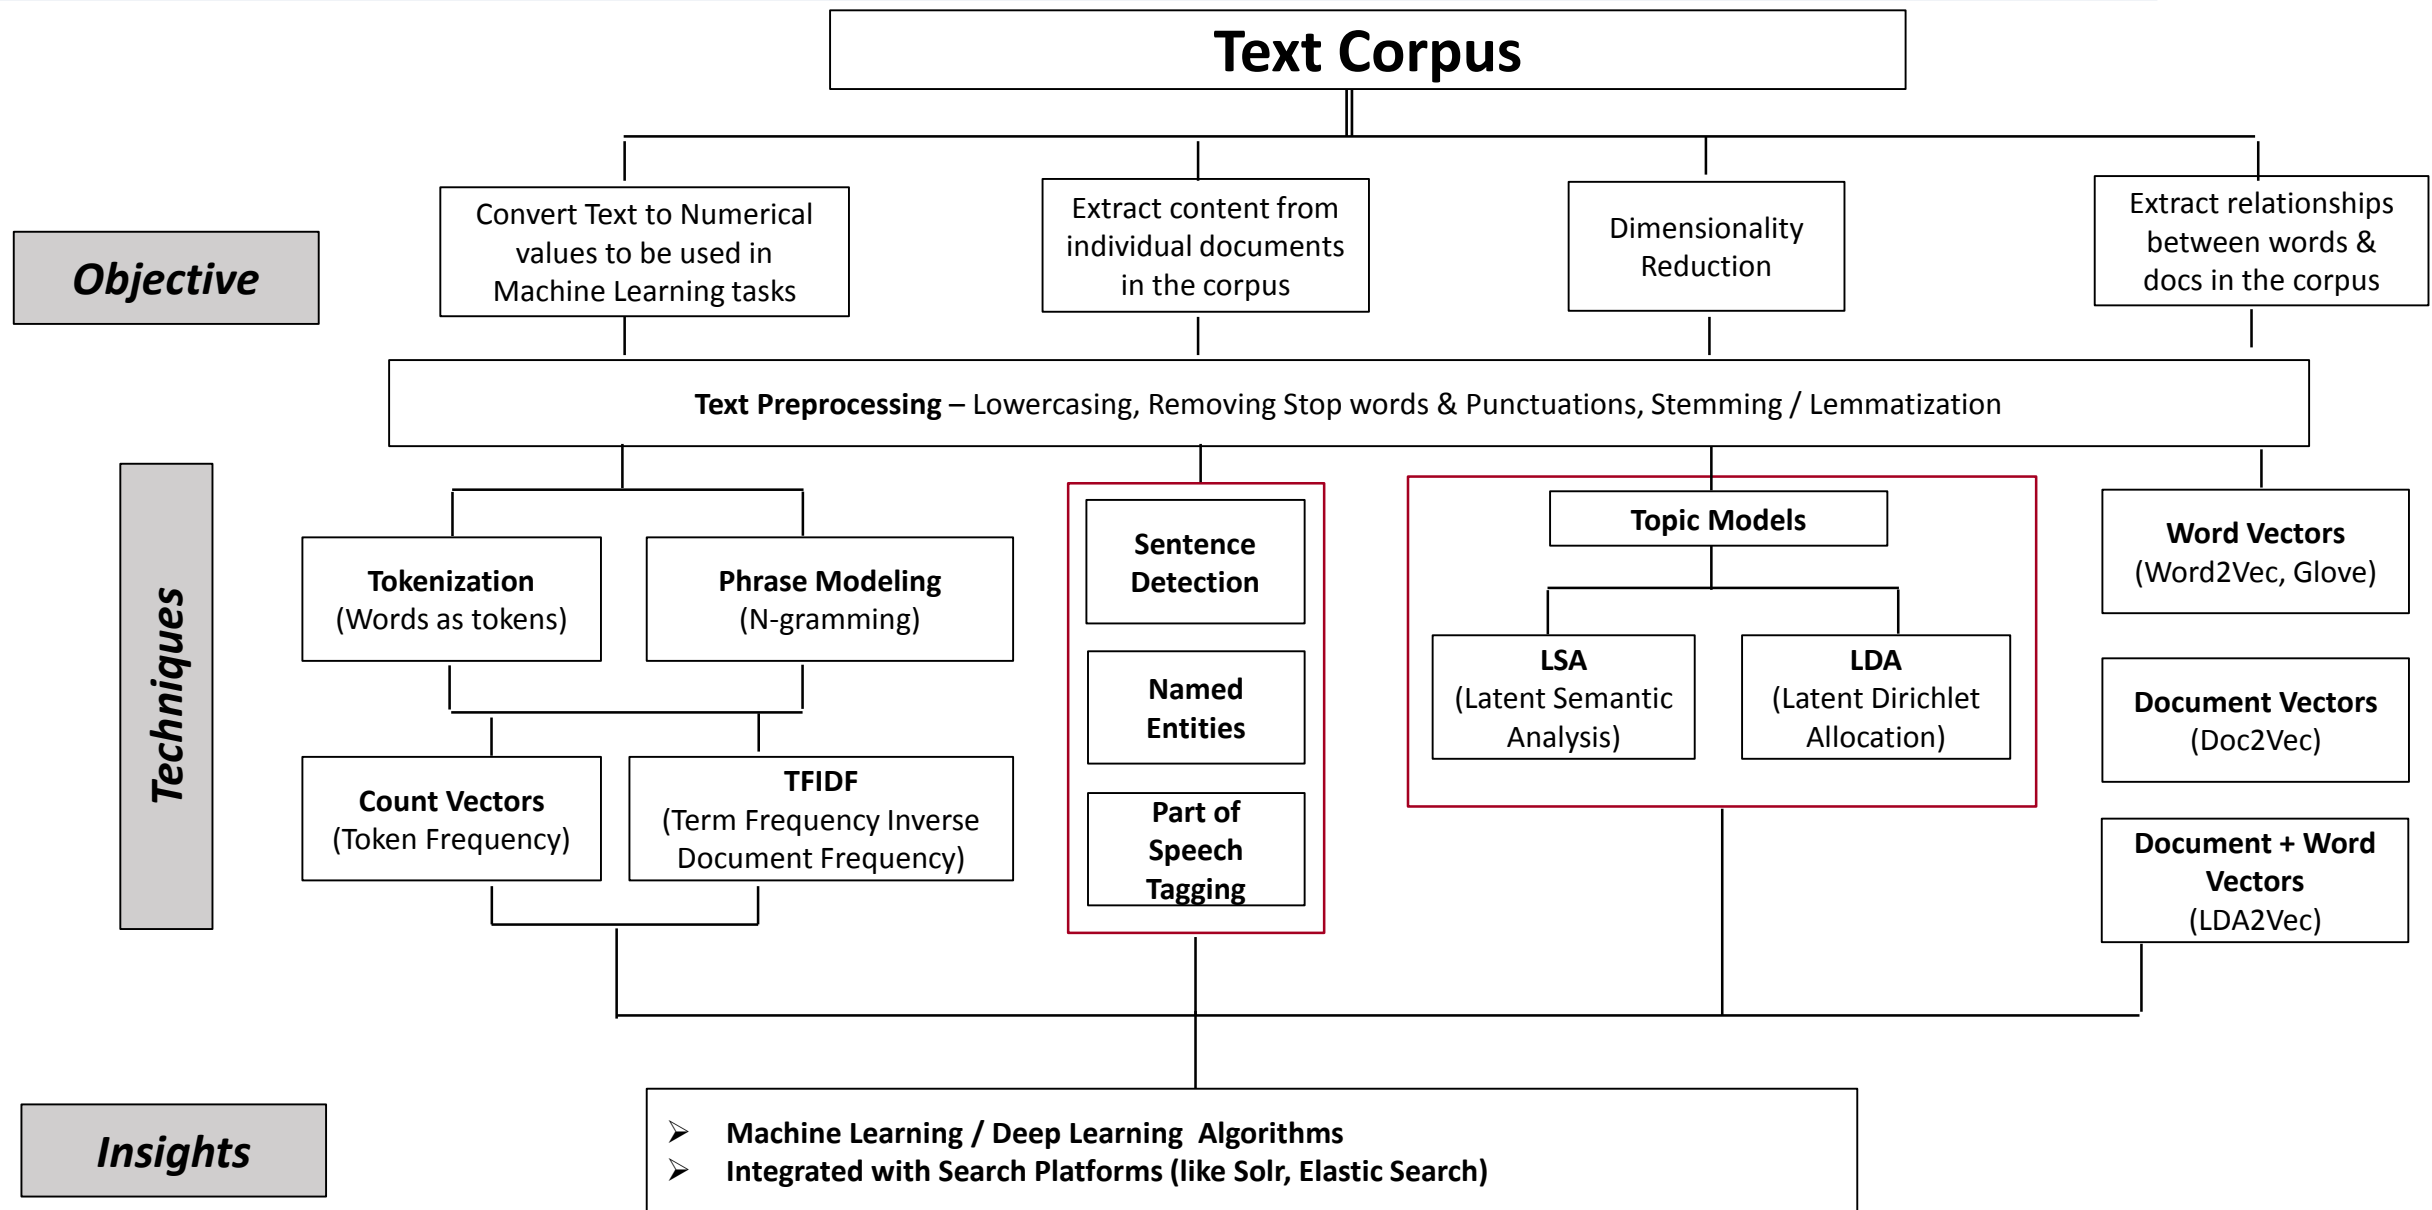 Text Corpus
Objective
Convert Text to Numerical
values to be used in
Machine Learning tasks
Extract content from
individual documents
in the corpus
Dimensionality
Reduction
Extract relationships
between words &
docs in the corpus
Text Preprocessing – Lowercasing, Removing Stop words & Punctuations, Stemming / Lemmatization
Techniques
Tokenization
(Words as tokens)
Phrase Modeling
(N-gramming)
Count Vectors
(Token Frequency)
TFIDF
(Term Frequency Inverse
Document Frequency)
Sentence
Detection
Named
Entities
Part of
Speech
Tagging
Topic Models
LSA
(Latent Semantic
Analysis)
LDA
(Latent Dirichlet
Allocation)
Word Vectors
(Word2Vec, Glove)
Document Vectors
(Doc2Vec)
Document + Word
Vectors
(LDA2Vec)
Insights
➢ Machine Learning / Deep Learning Algorithms
➢ Integrated with Search Platforms (like Solr, Elastic Search)